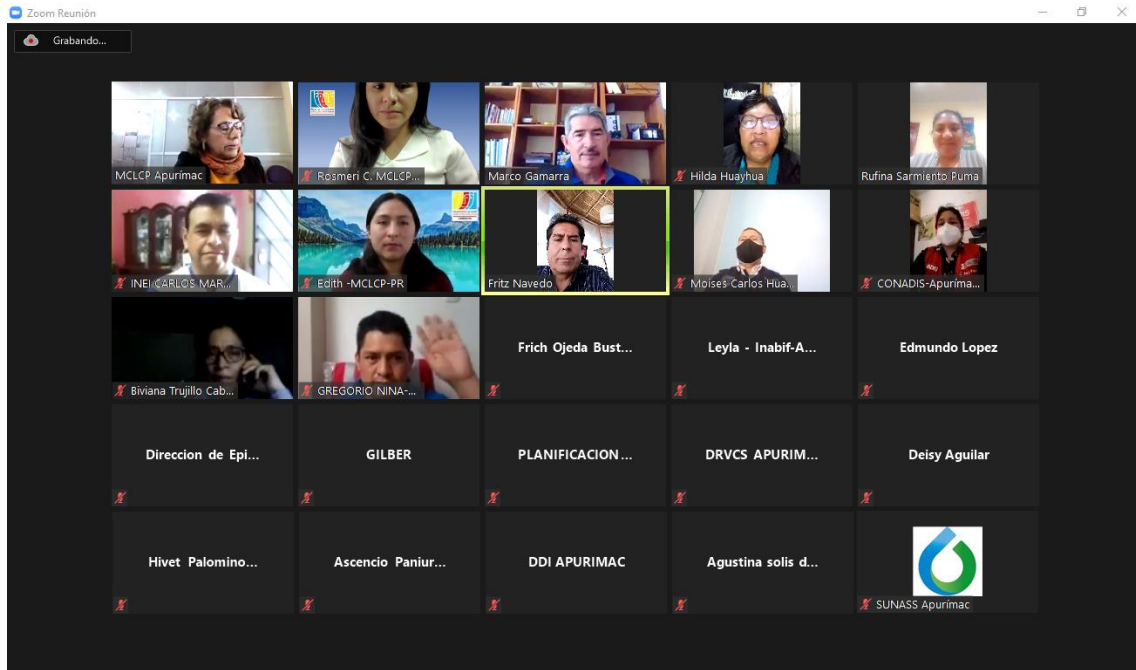 Zoom Reunión
Grabando...
MCLCP Apurímac
Rosmeri C. MCLCP...
Marco Gamarra
Hilda Huayhua
Rufina Sarmiento Puma
INEI CARLOS MAR...
Edith -MCLCP-PR
Fritz Navedo
Moises Carlos Hua...
CONADIS-Apuríma...
Biviana Trujillo Cab...
GREGORIO NINA-...
Frich Ojeda Bust...
Leyla - Inabif-A...
Edmundo Lopez
Direccion de Epi...
GILBER
PLANIFICACION...
DRVCS APURIM...
Deisy Aguilar
Hivet Palomino...
Ascencio Paniur...
DDI APURIMAC
Agustina solis d...
SUNASS Apurímac